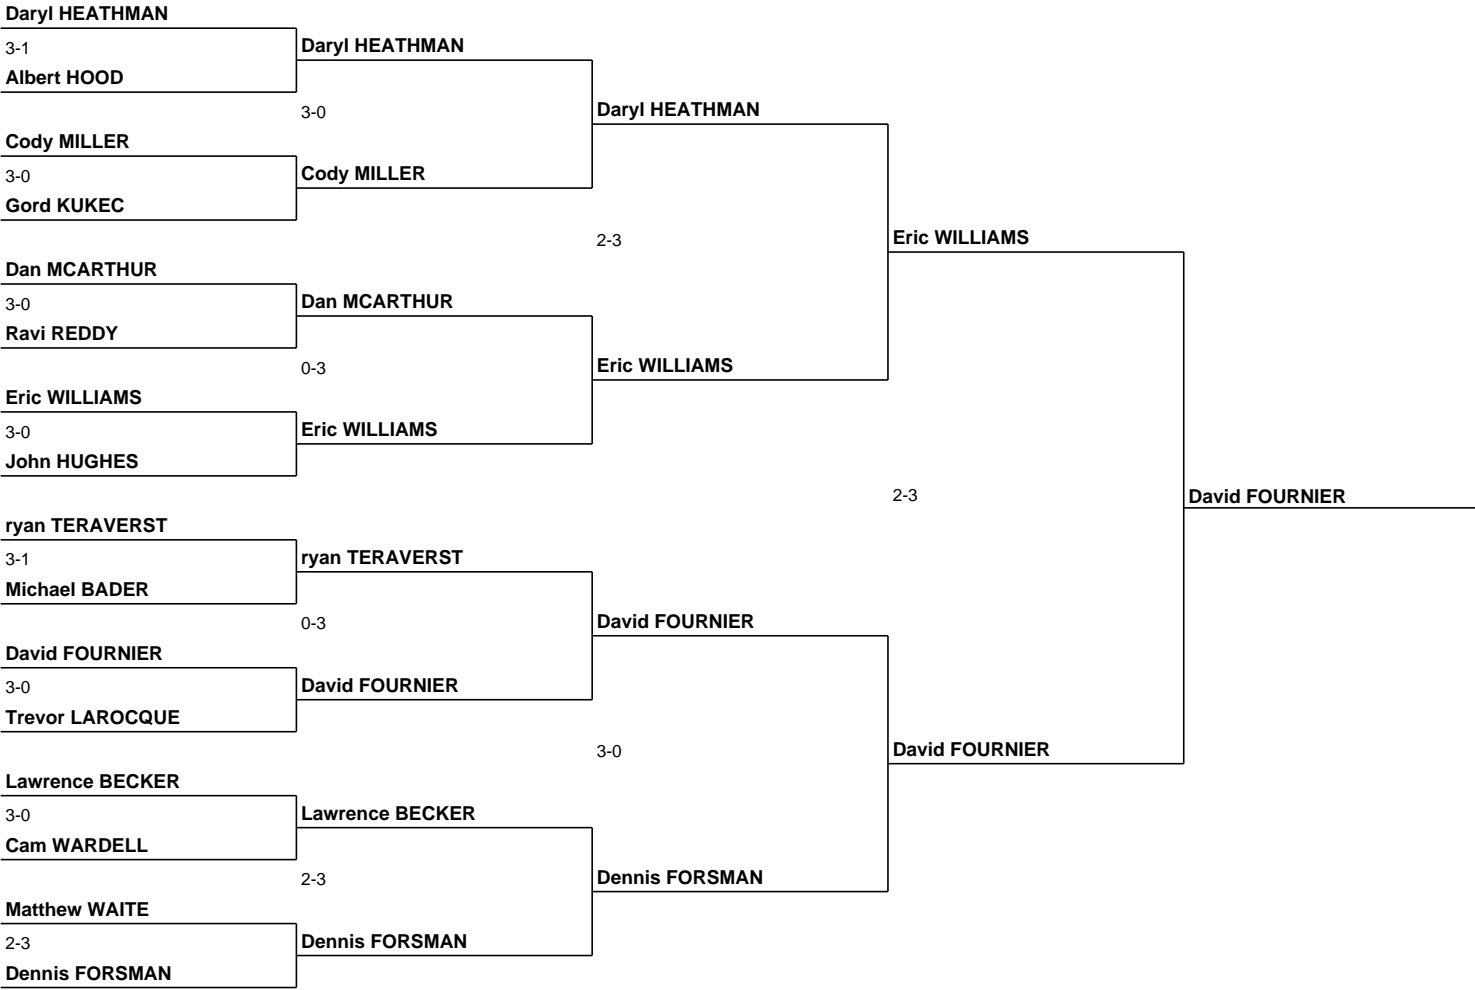 Daryl HEATHMAN
3-1
Daryl HEATHMAN
Albert HOOD
3-0
Daryl HEATHMAN
Cody MILLER
3-0
Cody MILLER
Gord KUKEC
2-3
Eric WILLIAMS
Dan MCARTHUR
3-0
Dan MCARTHUR
Ravi REDDY
0-3
Eric WILLIAMS
Eric WILLIAMS
3-0
Eric WILLIAMS
John HUGHES
2-3
David FOURNIER
ryan TERAVERST
3-1
ryan TERAVERST
Michael BADER
0-3
David FOURNIER
David FOURNIER
3-0
David FOURNIER
Trevor LAROCQUE
3-0
David FOURNIER
Lawrence BECKER
3-0
Lawrence BECKER
Cam WARDELL
2-3
Dennis FORSMAN
Matthew WAITE
2-3
Dennis FORSMAN
Dennis FORSMAN